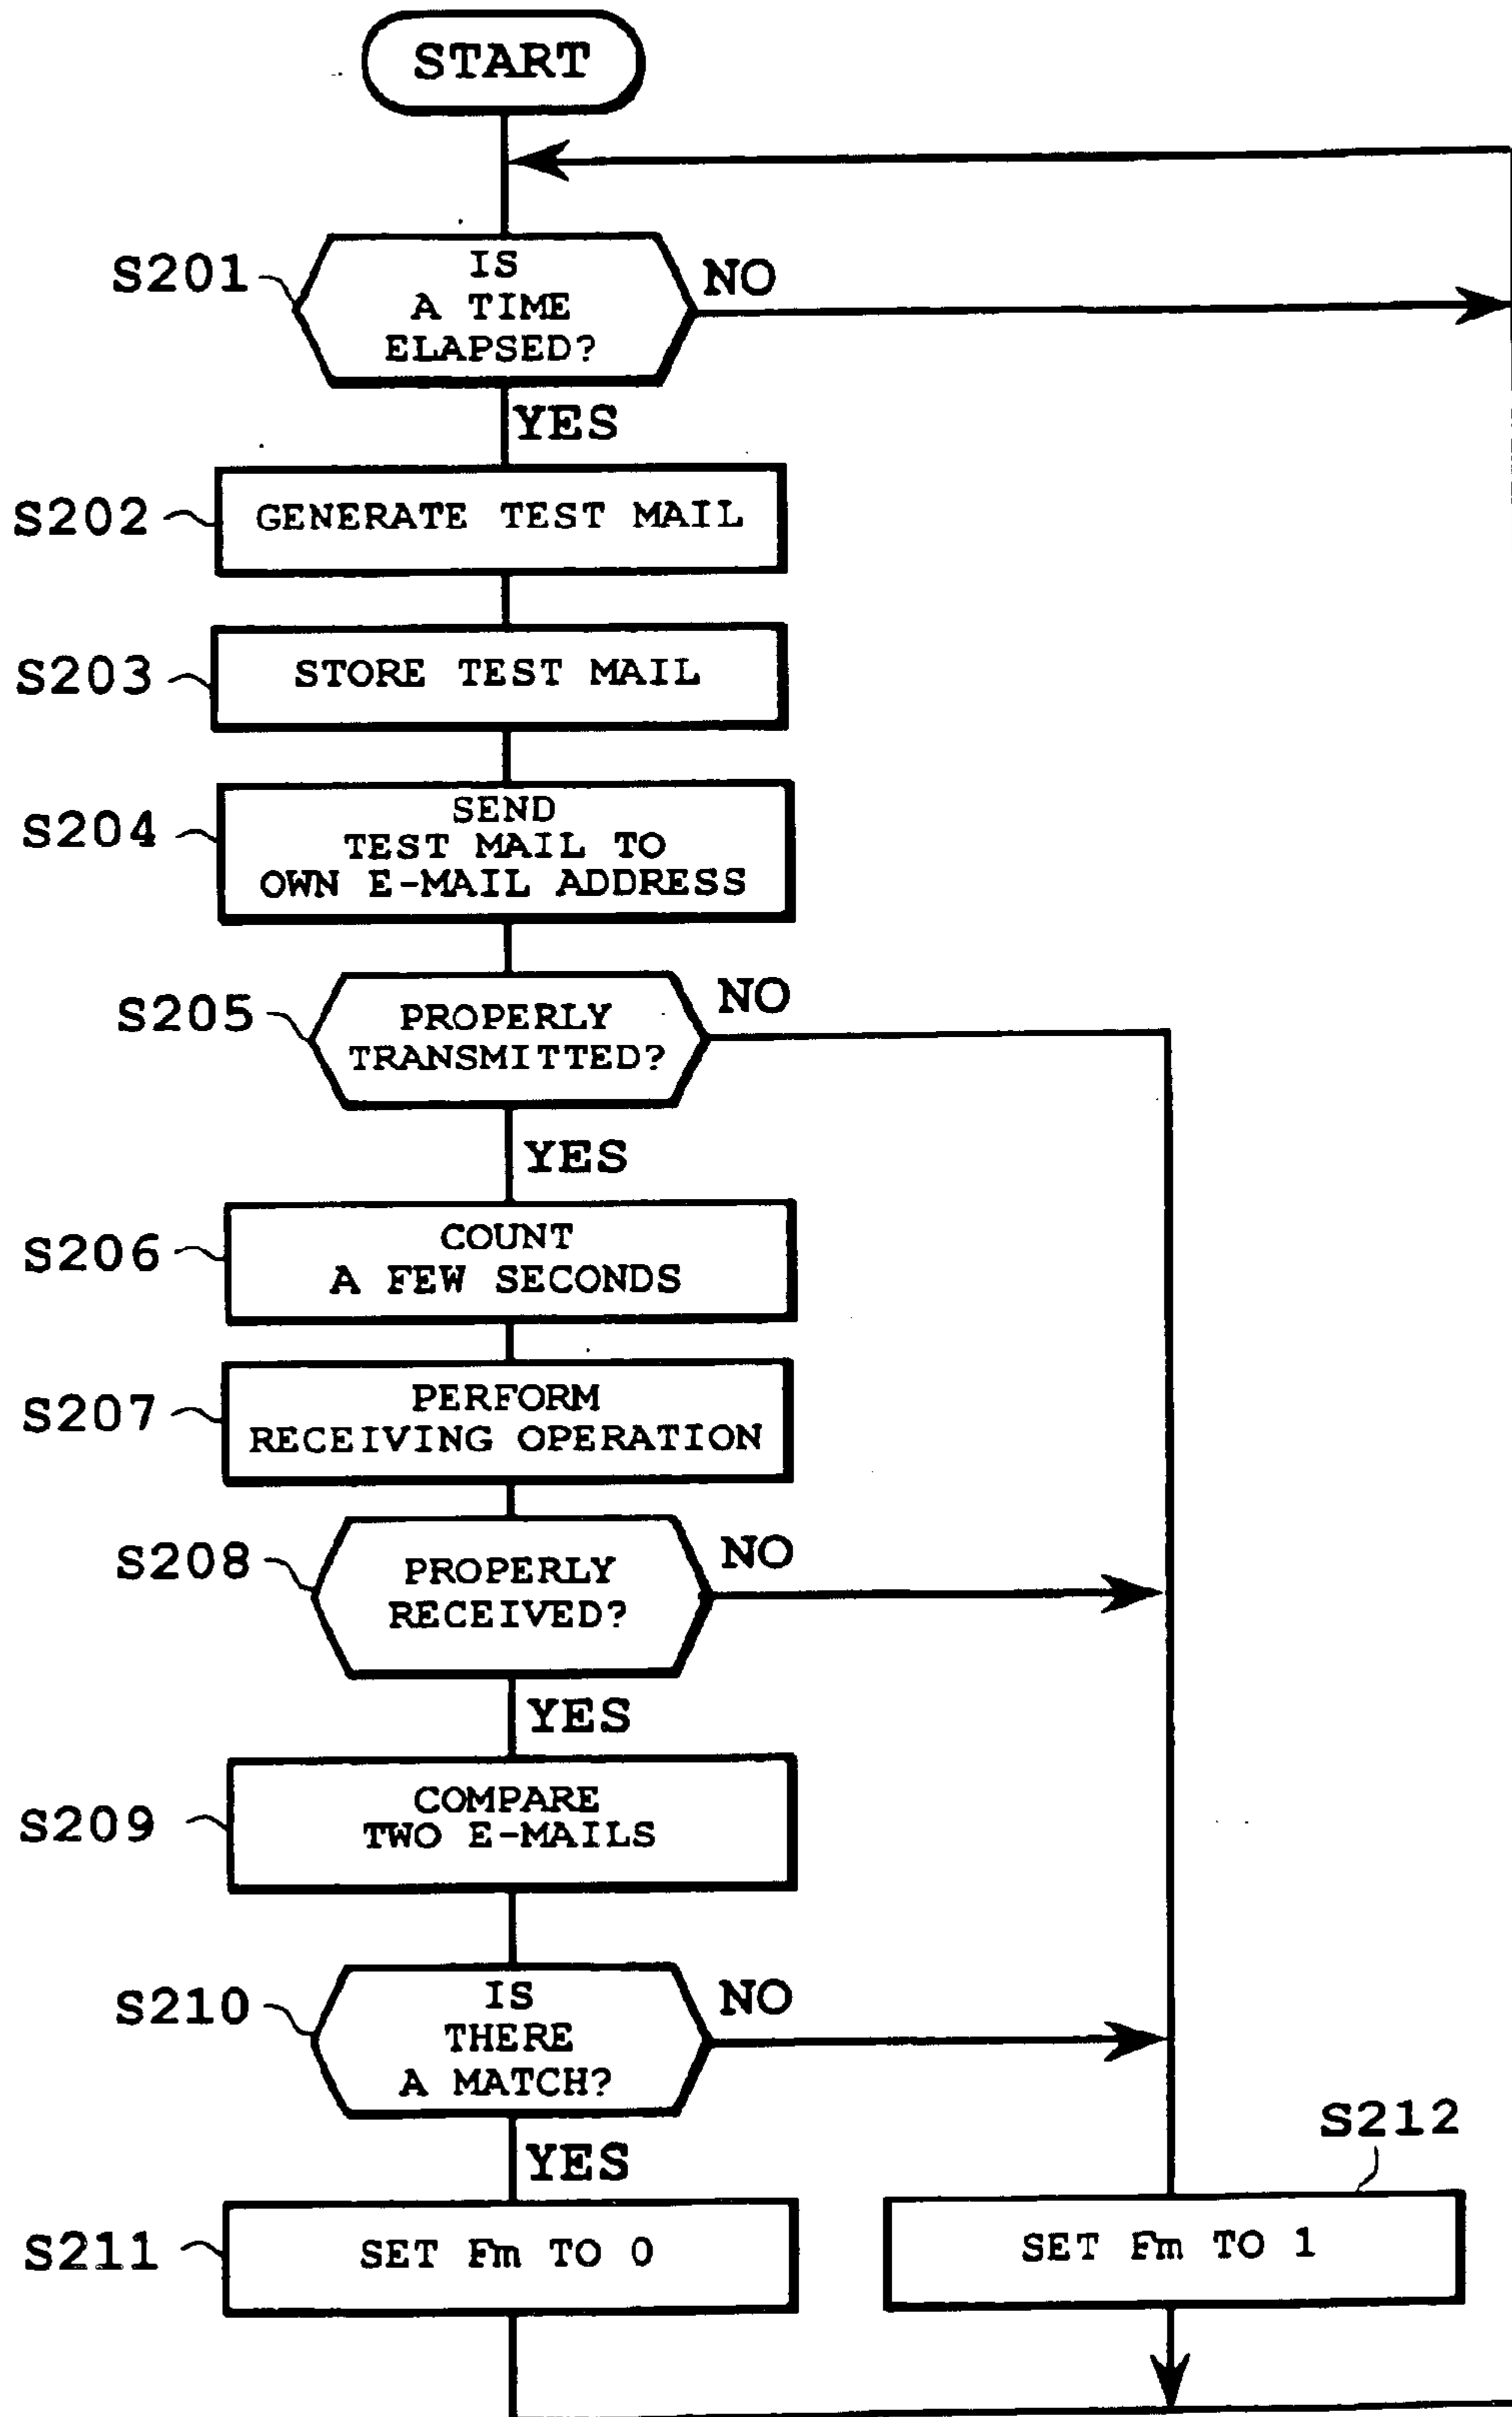 START
S201
IS
A TIME
ELAPSED?
NO
YES
S202
GENERATE TEST MAIL
S203
STORE TEST MAIL
S204
SEND
TEST MAIL TO
OWN E-MAIL ADDRESS
S205
PROPERLY
TRANSMITTED?
NO
YES
S206
COUNT
A FEW SECONDS
S207
PERFORM
RECEIVING OPERATION
S208
PROPERLY
RECEIVED?
NO
YES
S209
COMPARE
TWO E-MAILS
S210
IS
THERE
A MATCH?
NO
YES
S211
SET Fm TO 0
S212
SET Fm TO 1